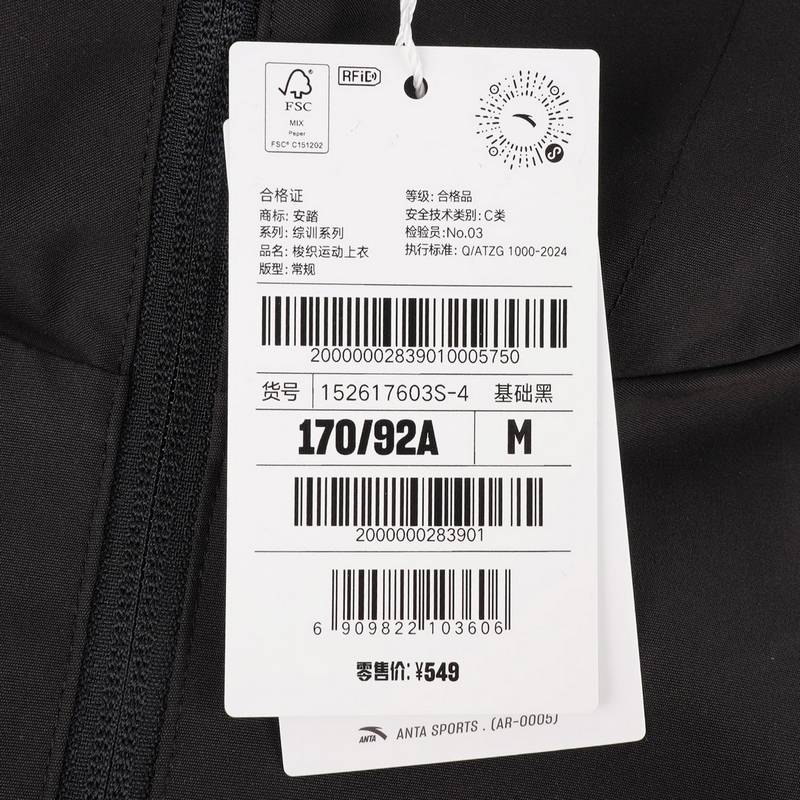 RFiD
FSC
MIX
Paper
FSC® C151202
合格证
商标: 安踏
系列: 综训系列
品名: 梭织运动上衣
版型: 常规
等级: 合格品
安全技术类别: C类
检验员:No.03
执行标准: Q/ATZG 1000-2024
20000002839010005750
货号 152617603S-4 基础黑
170/92A M
2000000283901
6 909822 103606
零售价: ¥549
ANTA ANTA SPORTS . (AR-0005)